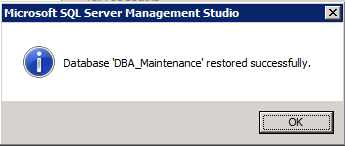 Microsoft SQL Server Management Studio
Database 'DBA_Maintenance' restored successfully.
OK